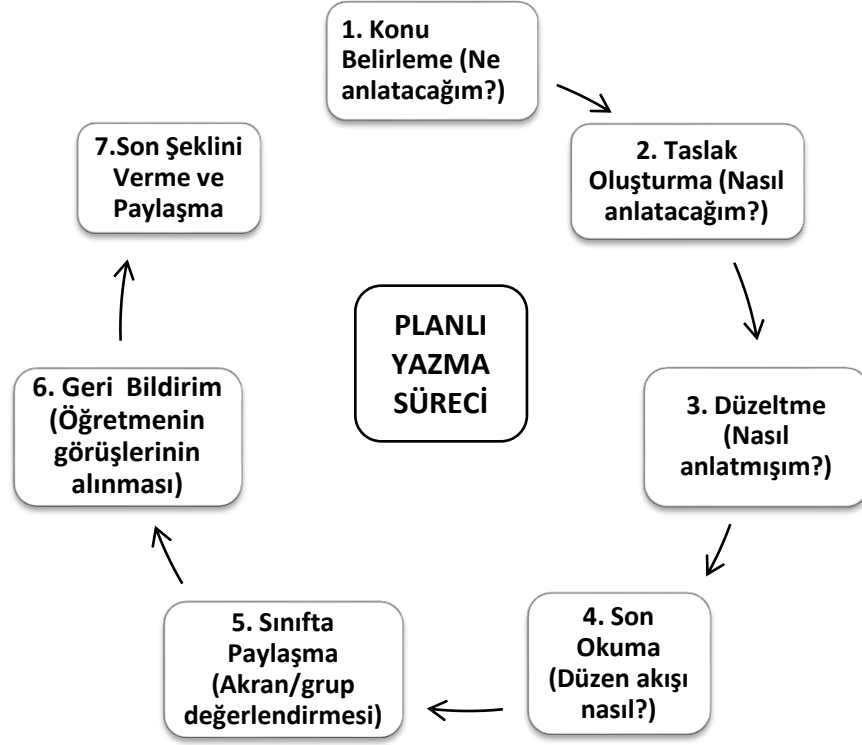 1. Konu
Belirleme (Ne
anlatacağım?)
2. Taslak
Oluşturma (Nasıl
anlatacağım?)
3. Düzeltme
(Nasıl
anlatmışım?)
4. Son
Okuma
(Düzen akışı
nasıl?)
5. Sınıfta
Paylaşma
(Akran/grup
değerlendirmesi)
6. Geri Bildirim
(Öğretmenin
görüşlerinin
alınması)
7.Son Şeklini
Verme ve
Paylaşma
PLANLI
YAZMA
SÜRECİ